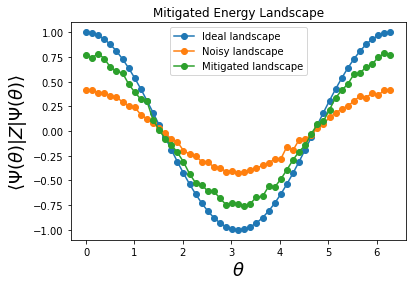 Mitigated Energy Landscape
Ideal landscape
Noisy landscape
Mitigated landscape
⟨Ψ(θ)|Z|Ψ(θ)⟩
1.00
0.75
0.50
0.25
0.00
−0.25
−0.50
−0.75
−1.00
0 1 2 3 4 5 6
θ